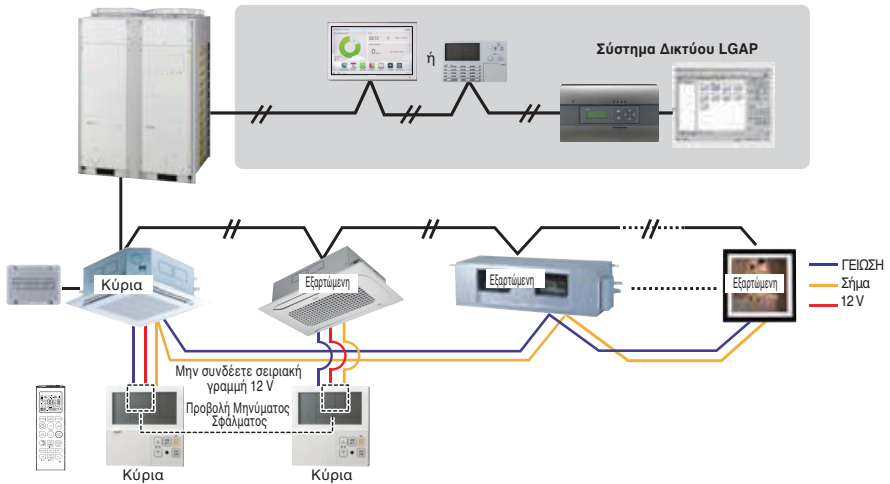 ή
Σύστημα Δικτύου LGAP
Κύρια
Εξαρτώμενη
Εξαρτώμενη
Εξαρτώμενη
ΓΕΙΩΣΗ
Σήμα
12 V
Μην συνδέετε σειριακή
γραμμή 12 V
Προβολή Μηνύματος
Σφάλματος
Κύρια
Κύρια